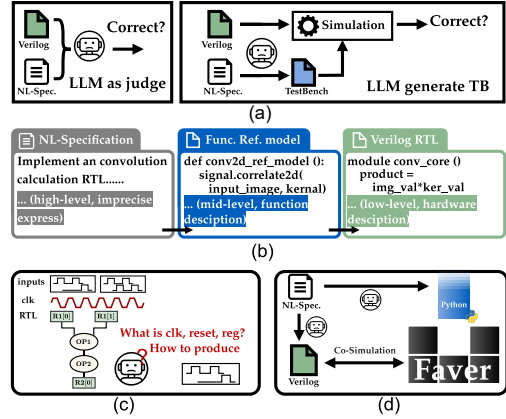 Verilog
NL-Spec.
Correct?
LLM as judge
Verilog
NL-Spec.
Simulation
TestBench
Correct?
LLM generate TB
(a)
NL-Specification
Implement an convolution
calculation RTL......
... (high-level, imprecise
express)
Func. Ref. model
def conv2d_ref_model ():
signal.correlate2d(
input_image, kernal)
... (mid-level, function
desciption)
Verilog RTL
module conv_core ()
product =
img_val*ker_val
... (low-level, hardware
desciption)
(b)
inputs
clk
RTL
R1[0]
R1[1]
OP1
OP2
R2[0]
What is clk, reset, reg?
How to produce
(c)
NL-Spec.
Python
Verilog
Co-Simulation
Faver
(d)